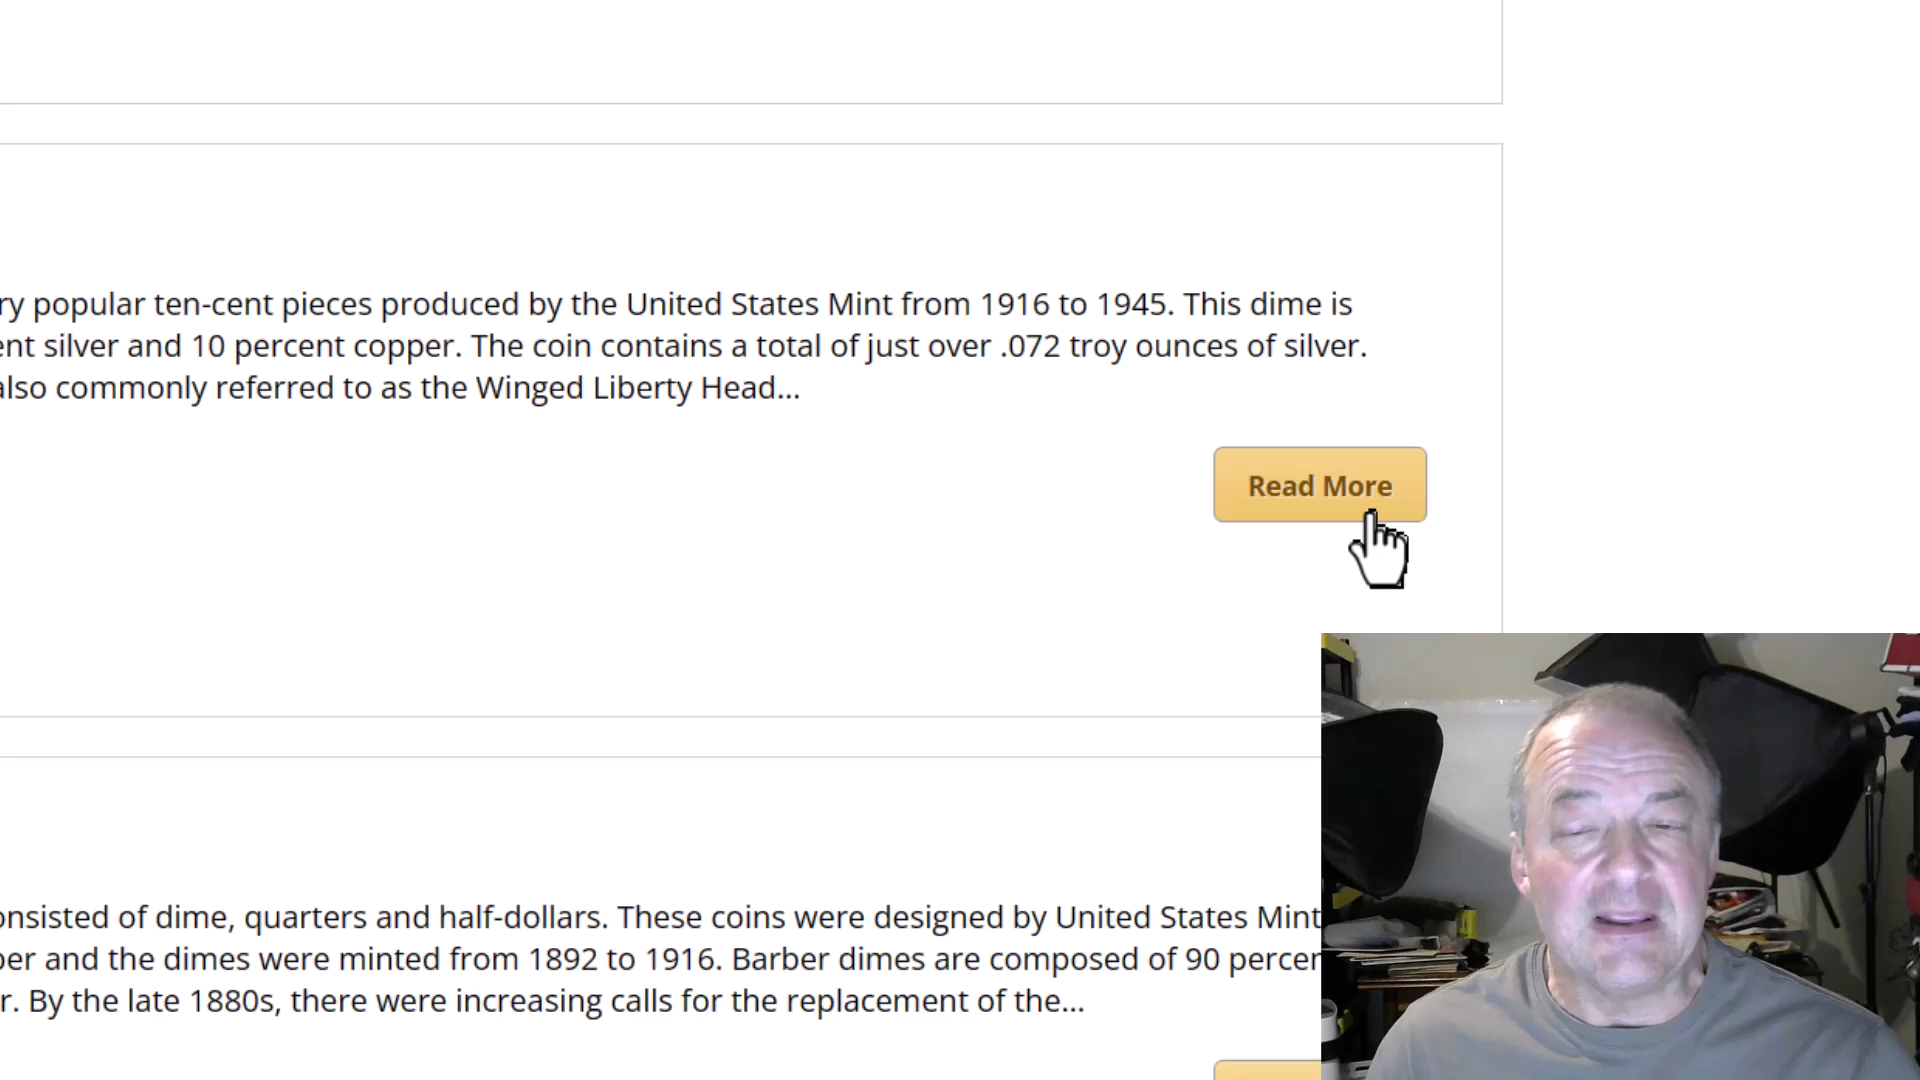 ry popular ten-cent pieces produced by the United States Mint from 1916 to 1945. This dime is
ent silver and 10 percent copper. The coin contains a total of just over .072 troy ounces of silver.
also commonly referred to as the Winged Liberty Head...
Read More
onsisted of dime, quarters and half-dollars. These coins were designed by United States Mint
ber and the dimes were minted from 1892 to 1916. Barber dimes are composed of 90 percen
r. By the late 1880s, there were increasing calls for the replacement of the...